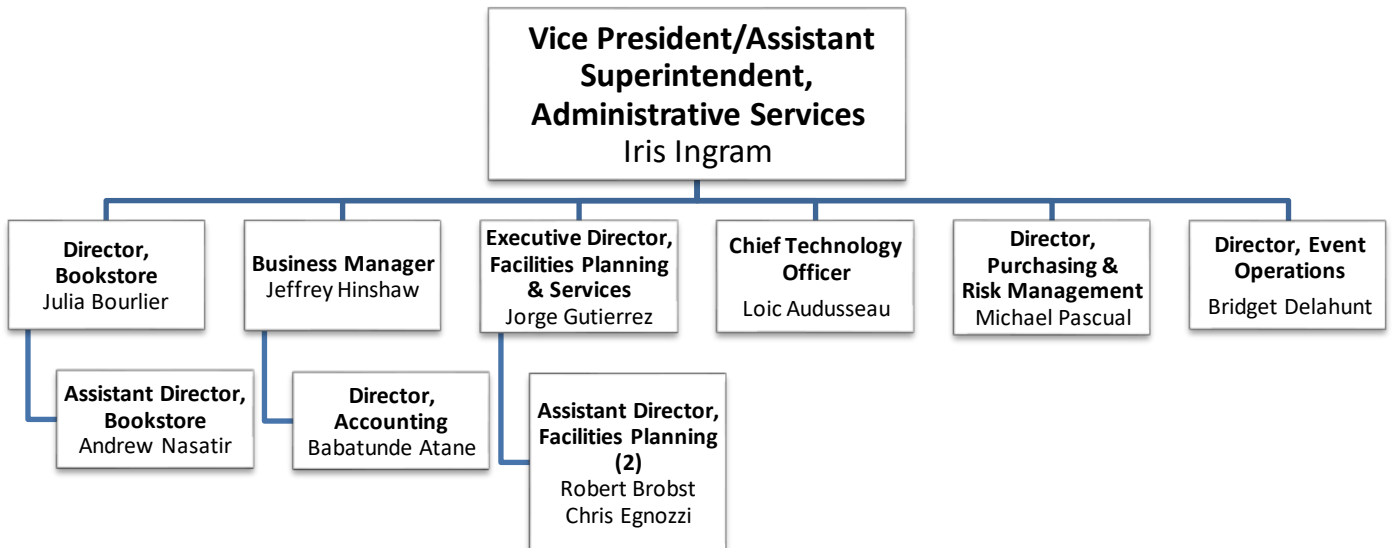 Vice President/Assistant
Superintendent,
Administrative Services
Iris Ingram
Director,
Bookstore
Julia Bourlier
Business Manager
Jeffrey Hinshaw
Executive Director,
Facilities Planning
& Services
Jorge Gutierrez
Chief Technology
Officer
Loic Audusseau
Director,
Purchasing &
Risk Management
Michael Pascual
Director, Event
Operations
Bridget Delahunt
Assistant Director,
Bookstore
Andrew Nasatir
Director,
Accounting
Babatunde Atane
Assistant Director,
Facilities Planning
(2)
Robert Brobst
Chris Egnozzi